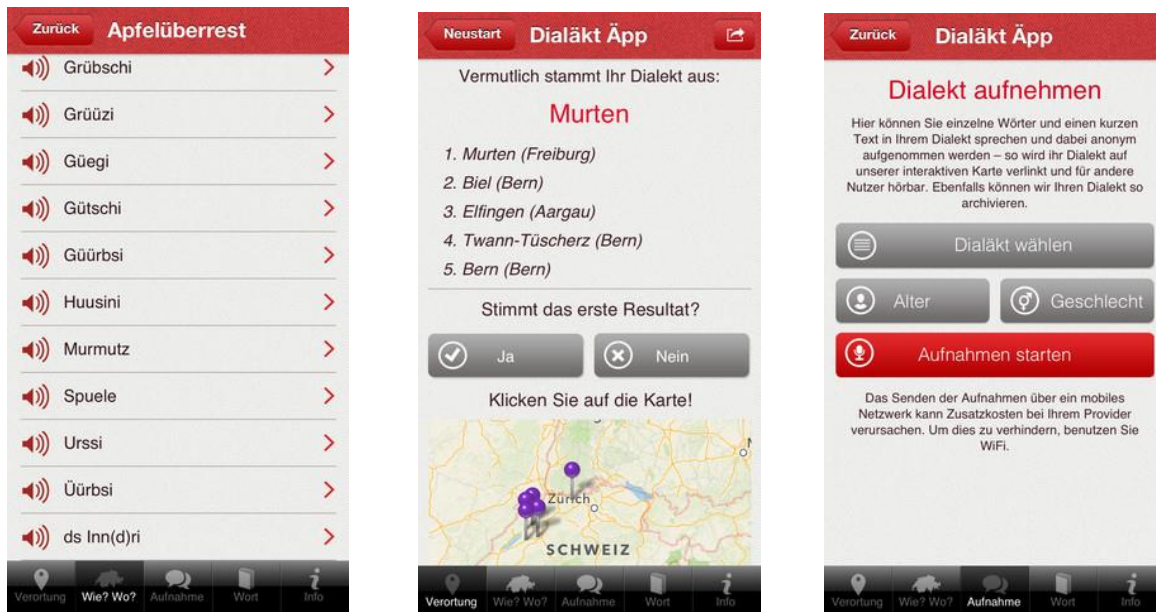 Zurück
Apfelüberrest
Grübschi
Grüüzi
Güegi
Gütschi
Güürbsi
Huusini
Murmutz
Spuele
Urssi
Üürbsi
ds Inn(d)ri
Verortung Wie? Wo? Aufnahme Wort Info
Neustart
Dialäkt Äpp
Vermutlich stammt Ihr Dialekt aus:
Murten
1. Murten (Freiburg)
2. Biel (Bern)
3. Elfingen (Aargau)
4. Twann-Tüscherz (Bern)
5. Bern (Bern)
Stimmt das erste Resultat?
Ja Nein
Klicken Sie auf die Karte!
Zürich
SCHWEIZ
Verortung Wie? Wo? Aufnahme Wort Info
Zurück
Dialäkt Äpp
Dialekt aufnehmen
Hier können Sie einzelne Wörter und einen kurzen
Text in Ihrem Dialekt sprechen und dabei anonym
aufgenommen werden – so wird ihr Dialekt auf
unserer interaktiven Karte verlinkt und für andere
Nutzer hörbar. Ebenfalls können wir Ihren Dialekt so
archivieren.
Dialäkt wählen
Alter Geschlecht
Aufnahmen starten
Das Senden der Aufnahmen über ein mobiles
Netzwerk kann Zusatzkosten bei Ihrem Provider
verursachen. Um dies zu verhindern, benutzen Sie
WiFi.
Verortung Wie? Wo? Aufnahme Wort Info